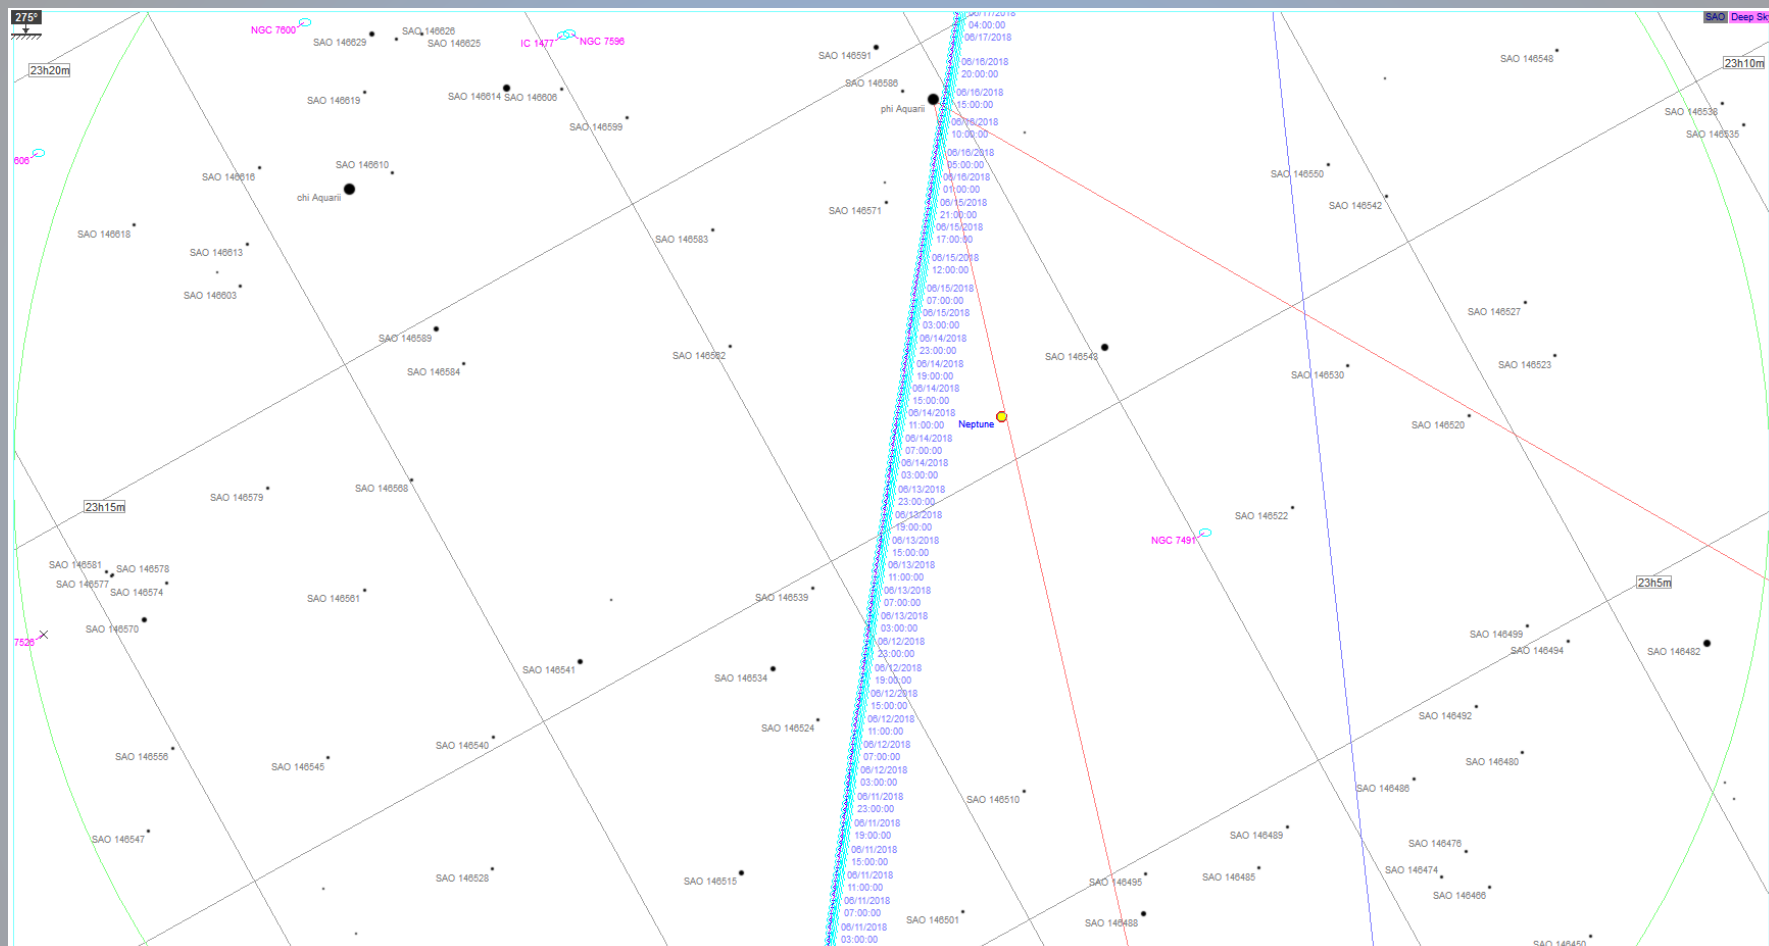 275°
SAO Deep Sk
NGC 7600
SAO 146629
SAO 146626
SAO 146625
IC 1477
NGC 7596
23h20m
SAO 146614
SAO 146606
SAO 146619
SAO 146599
606
SAO 146616
SAO 146610
chi Aquarii
SAO 146618
SAO 146613
SAO 146603
SAO 146583
SAO 146591
SAO 146586
phi Aquarii
SAO 146571
SAO 146548
23h10m
SAO 146538
SAO 146535
SAO 146550
SAO 146542
SAO 146589
SAO 146584
SAO 146562
SAO 146543
SAO 146527
SAO 146523
SAO 146530
SAO 146520
Neptune
SAO 146579
SAO 146568
23h15m
SAO 146522
NGC 7491
SAO 146581
SAO 146578
SAO 146577
SAO 146574
SAO 146561
SAO 146570
SAO 146539
23h5m
SAO 146499
SAO 146494
SAO 146482
SAO 146541
SAO 146534
SAO 146524
SAO 146492
SAO 146480
SAO 146556
SAO 146545
SAO 146540
SAO 146510
SAO 146486
SAO 146547
SAO 146489
SAO 146476
SAO 146528
SAO 146515
SAO 146495
SAO 146485
SAO 146474
SAO 146466
SAO 146501
SAO 146488
SAO 146450
06/17/2018
04:00:00
06/17/2018
06/16/2018
20:00:00
06/16/2018
15:00:00
06/16/2018
10:00:00
06/16/2018
05:00:00
06/16/2018
01:00:00
06/15/2018
21:00:00
06/15/2018
17:00:00
06/15/2018
12:00:00
06/15/2018
07:00:00
06/15/2018
03:00:00
06/14/2018
23:00:00
06/14/2018
19:00:00
06/14/2018
15:00:00
06/14/2018
11:00:00
06/14/2018
07:00:00
06/14/2018
03:00:00
06/13/2018
23:00:00
06/13/2018
19:00:00
06/13/2018
15:00:00
06/13/2018
11:00:00
06/13/2018
07:00:00
06/13/2018
03:00:00
06/12/2018
23:00:00
06/12/2018
19:00:00
06/12/2018
15:00:00
06/12/2018
11:00:00
06/12/2018
07:00:00
06/12/2018
03:00:00
06/11/2018
23:00:00
06/11/2018
19:00:00
06/11/2018
15:00:00
06/11/2018
11:00:00
06/11/2018
07:00:00
06/11/2018
03:00:00